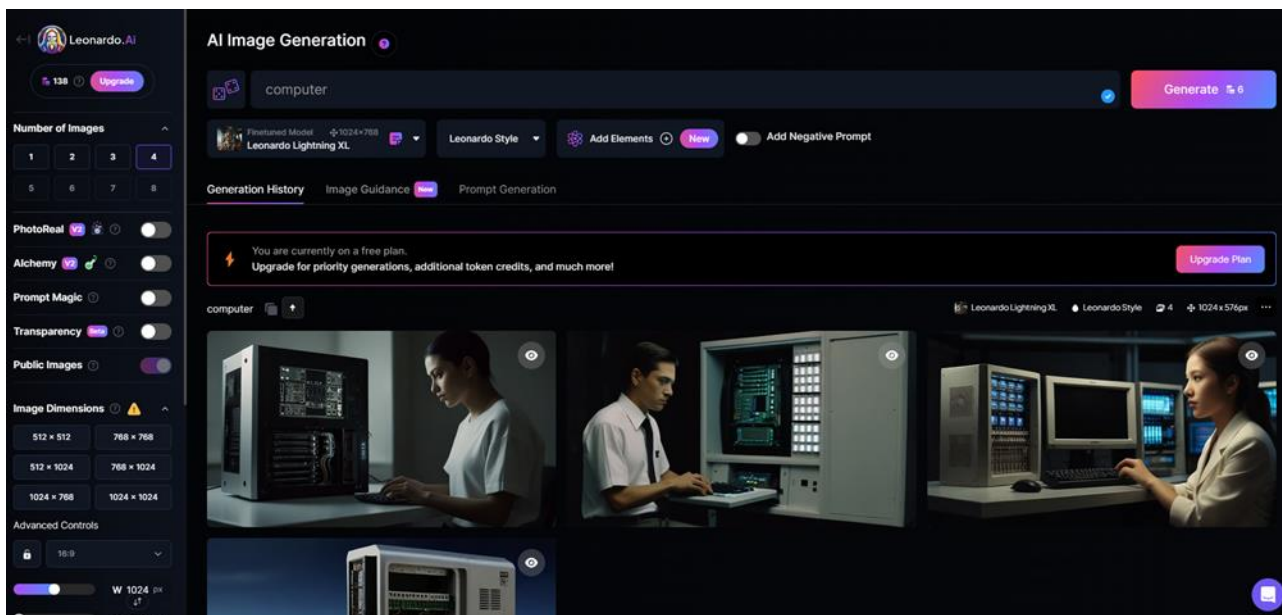 Leonardo.Ai
138 Upgrade
Number of Images
1 2 3 4
5 6 7 8
PhotoReal V2
Alchemy V2
Prompt Magic
Transparency Beta
Public Images
Image Dimensions
512 × 512 768 × 768
512 × 1024 768 × 1024
1024 × 768 1024 × 1024
Advanced Controls
16:9
W 1024 px
AI Image Generation
computer
Generate 6
Finetuned Model 1024×768
Leonardo Lightning XL
Leonardo Style
Add Elements New
Add Negative Prompt
Generation History Image Guidance New Prompt Generation
You are currently on a free plan.
Upgrade for priority generations, additional token credits, and much more!
Upgrade Plan
computer Leonardo Lightning XL Leonardo Style 4 1024 x 576px